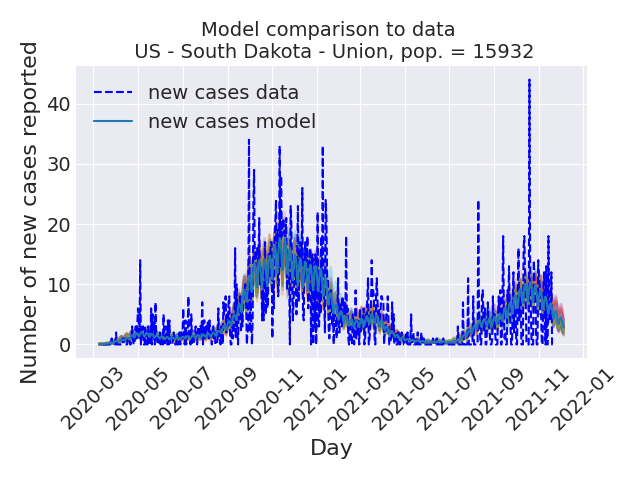 Model comparison to data
US - South Dakota - Union, pop. = 15932
Number of new cases reported
new cases data
new cases model
40
30
20
10
0
2020-03
2020-05
2020-07
2020-09
2020-11
2021-01
2021-03
2021-05
2021-07
2021-09
2021-11
2022-01
Day